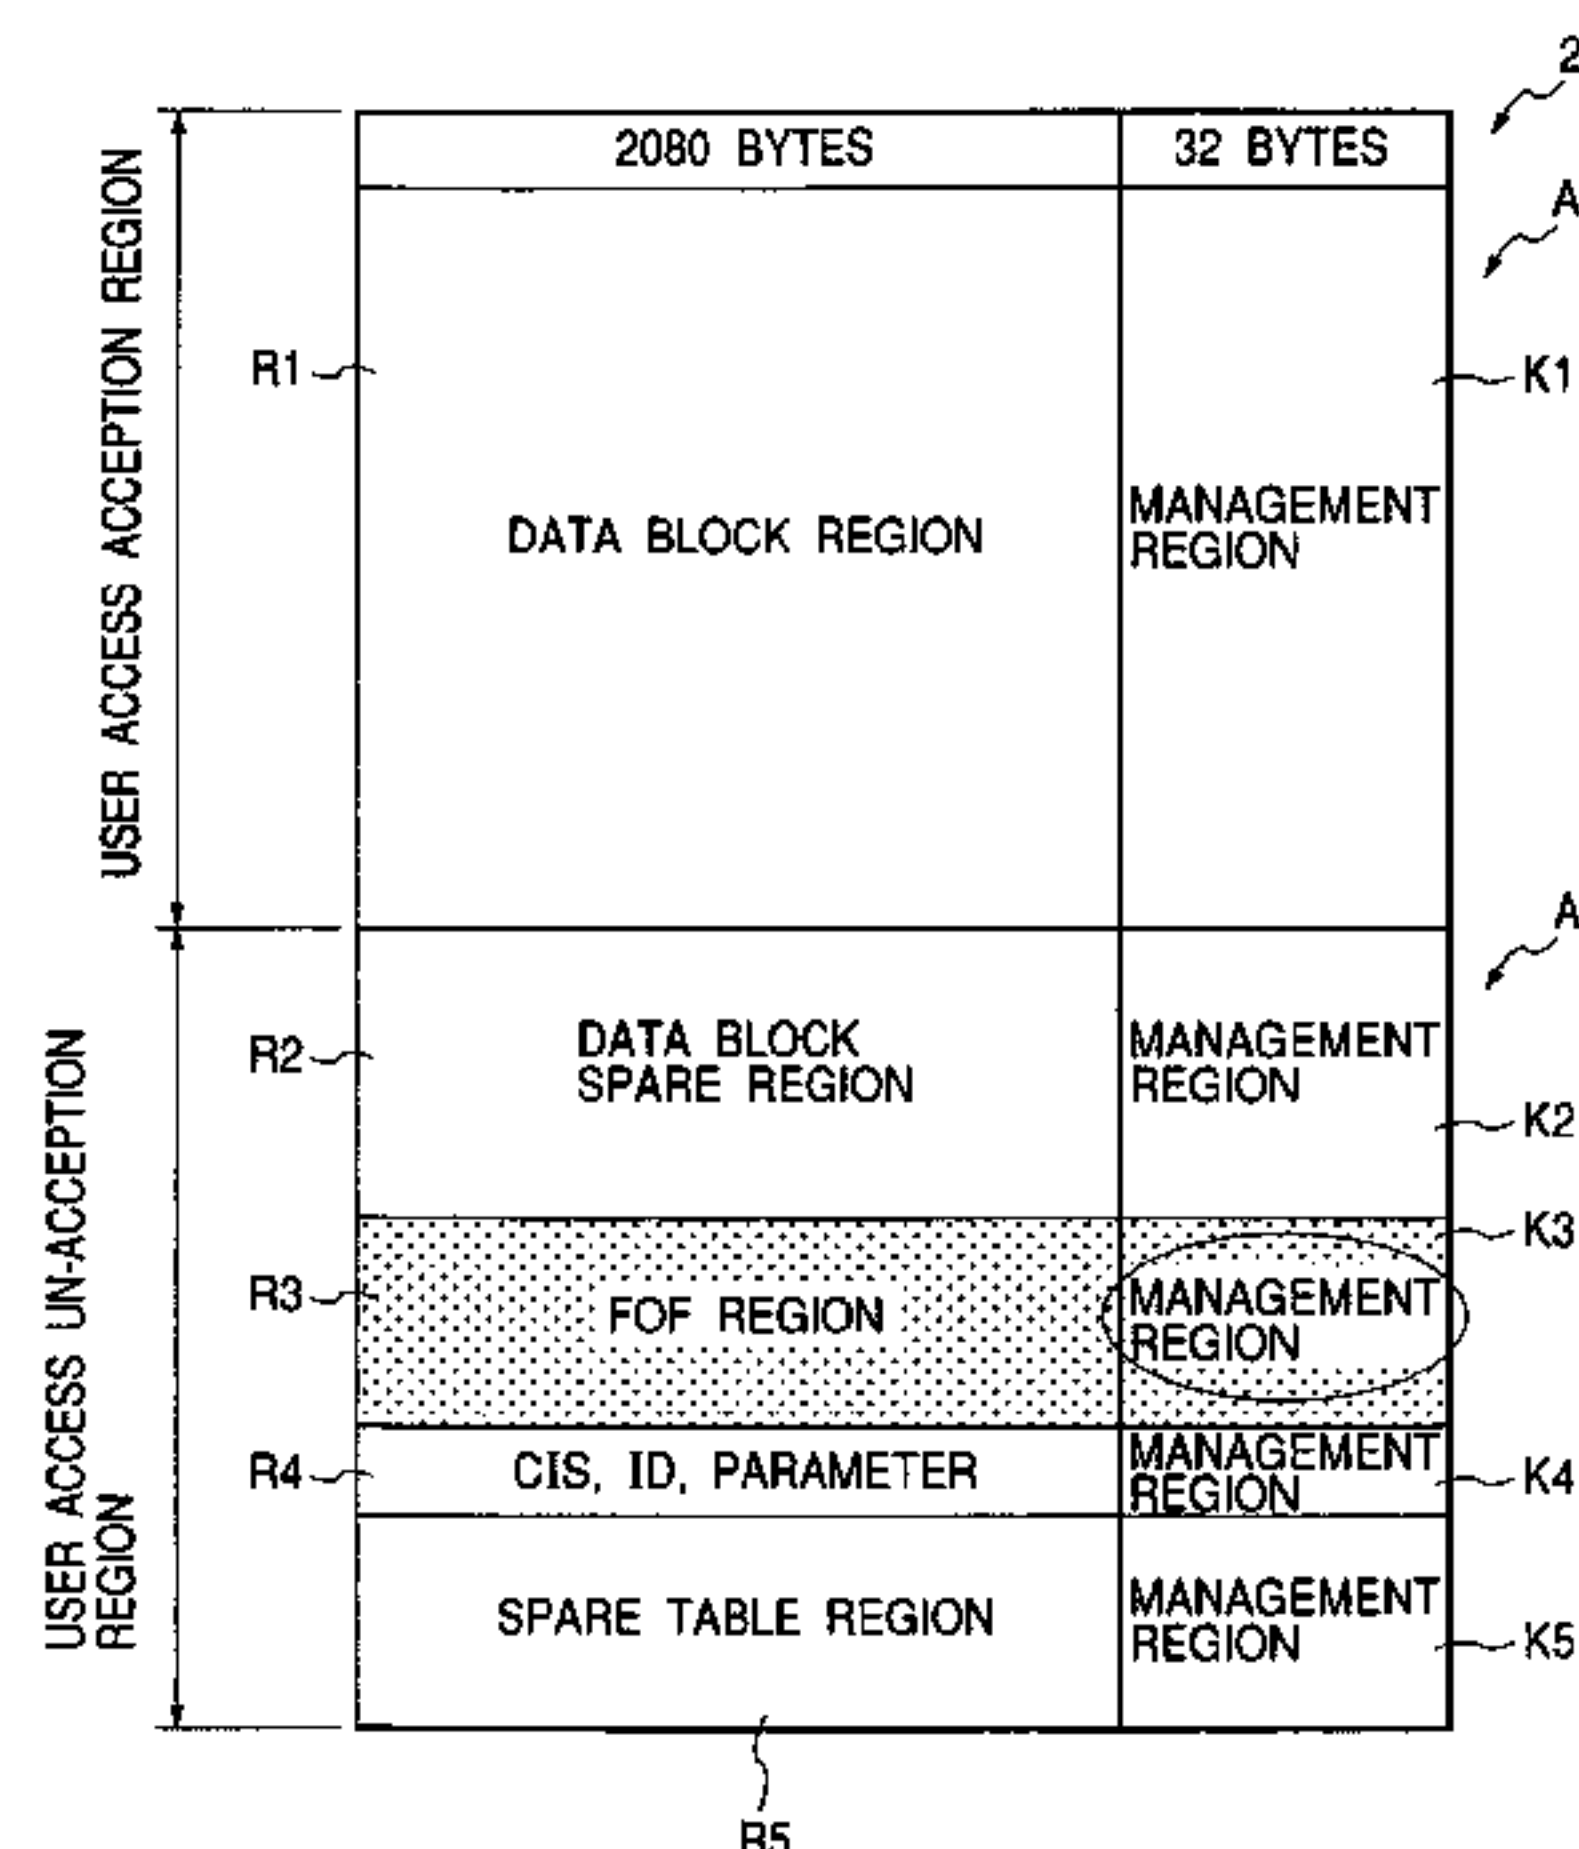 2
2080 BYTES
32 BYTES
A
USER ACCESS ACCEPTION REGION
R1
K1
DATA BLOCK REGION
MANAGEMENT
REGION
A
USER ACCESS UN-ACCEPTION
REGION
R2
DATA BLOCK
SPARE REGION
MANAGEMENT
REGION
K2
K3
R3
FOF REGION
MANAGEMENT
REGION
R4
CIS, ID, PARAMETER
MANAGEMENT
REGION
K4
SPARE TABLE REGION
MANAGEMENT
REGION
K5
R5